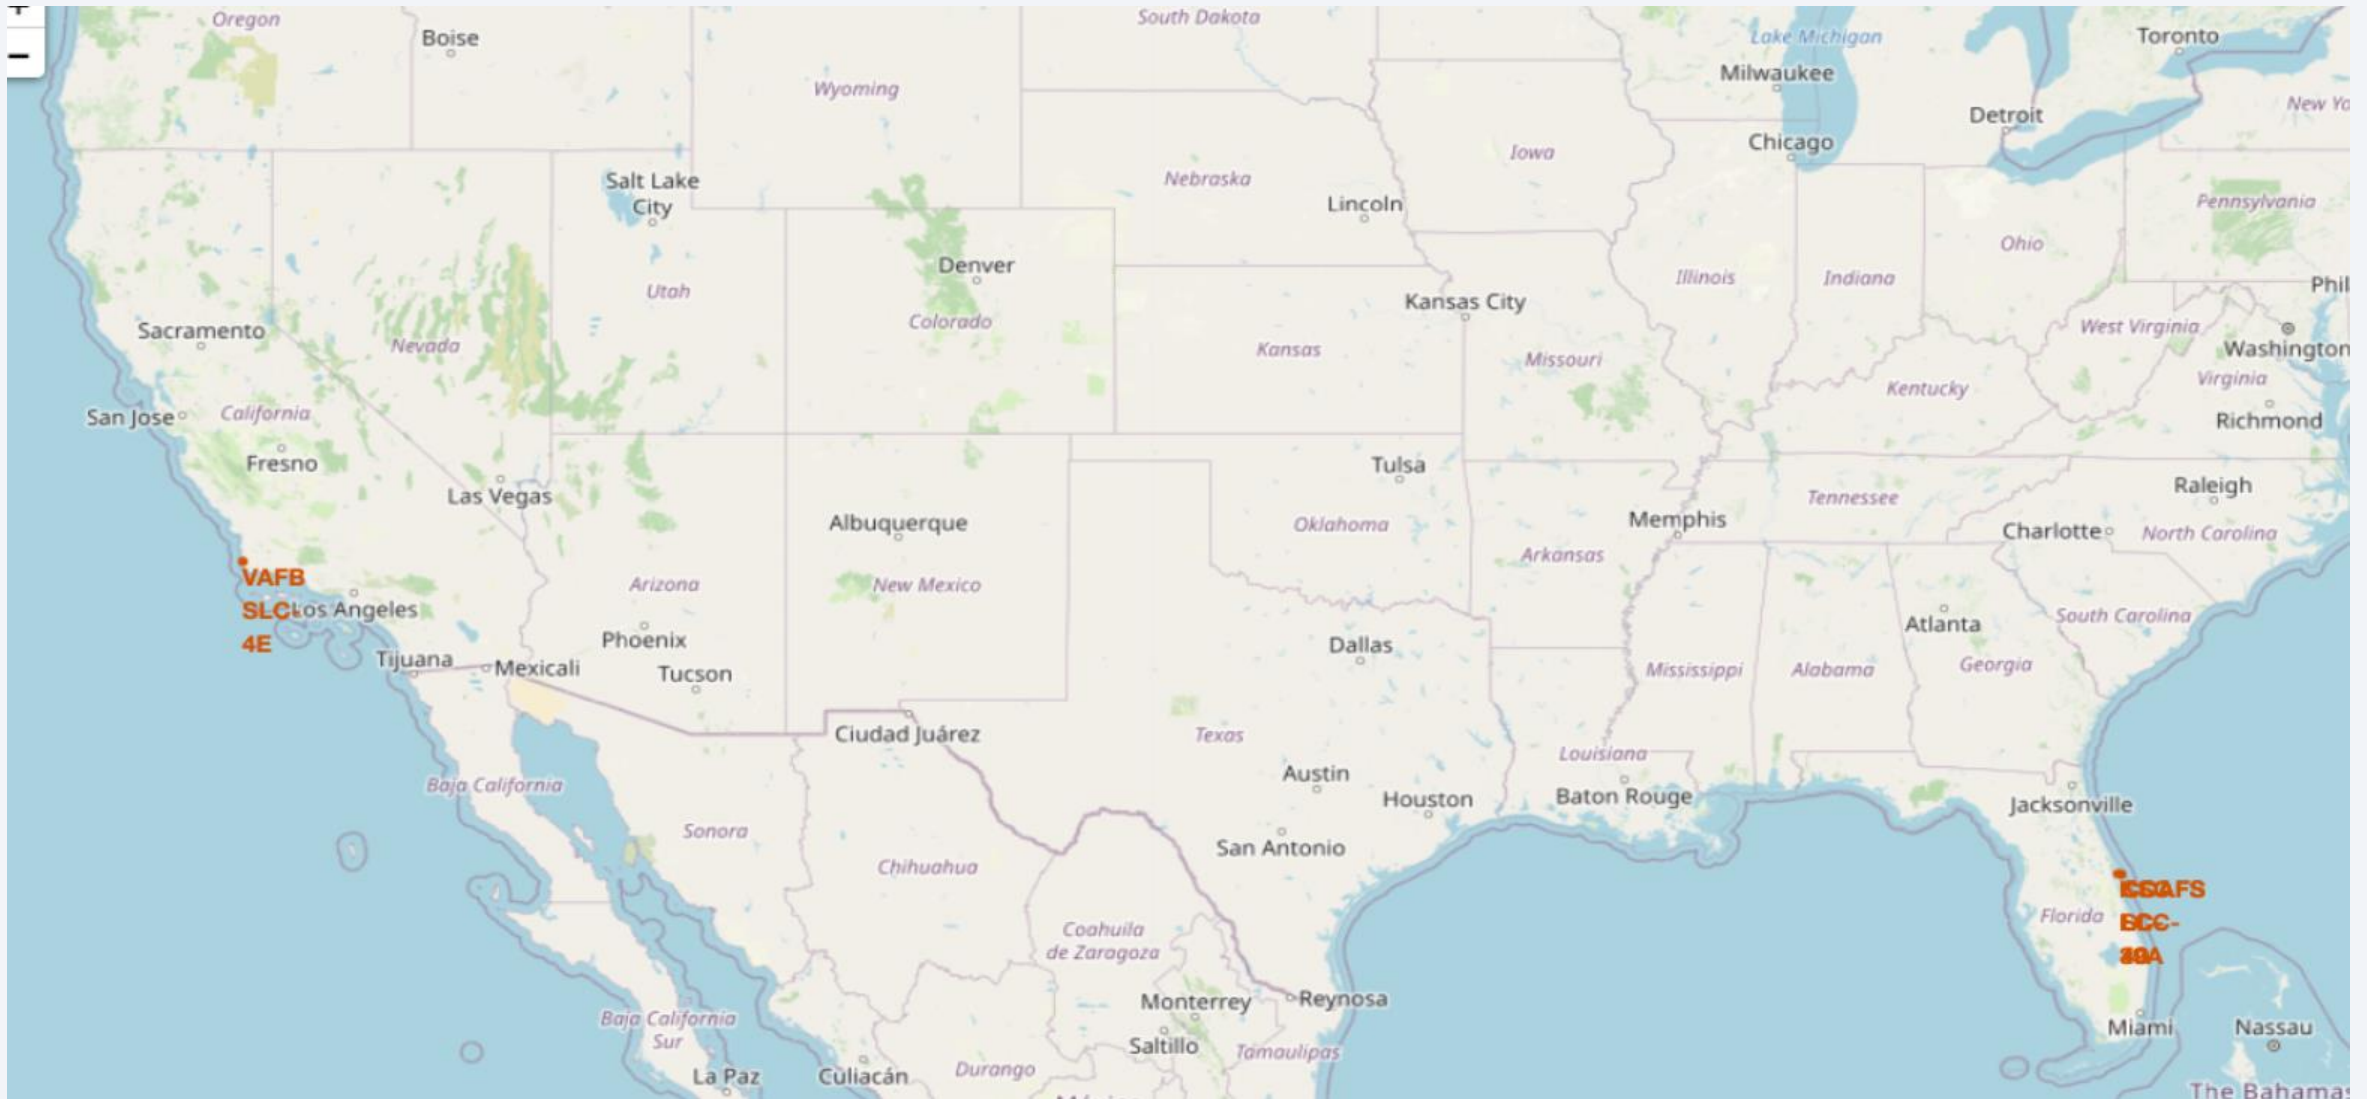 +
−
Oregon
Boise
South Dakota
Lake Michigan
Toronto
Wyoming
Milwaukee
Detroit
New Yo
Chicago
Iowa
Salt Lake
City
Nebraska
Lincoln
Pennsylvania
Ohio
Denver
Utah
Illinois
Indiana
Phil
Kansas City
Colorado
Sacramento
Nevada
Kansas
Missouri
West Virginia
Washington
Virginia
Kentucky
San Jose
California
Richmond
Fresno
Tulsa
Las Vegas
Raleigh
Tennessee
Albuquerque
Oklahoma
Memphis
Charlotte
North Carolina
Arkansas
VAFB
SLC-
4E
Los Angeles
Arizona
New Mexico
South Carolina
Atlanta
Phoenix
Dallas
Tijuana
Mexicali
Tucson
Mississippi
Alabama
Georgia
Ciudad Juárez
Texas
Louisiana
Austin
Baja California
Houston
Baton Rouge
Jacksonville
Sonora
San Antonio
Chihuahua
Florida
Coahuila
de Zaragoza
Monterrey
Reynosa
Baja California
Sur
Miami
Nassau
Saltillo
Tamaulipas
La Paz
Culiacán
Durango
The Bahamas